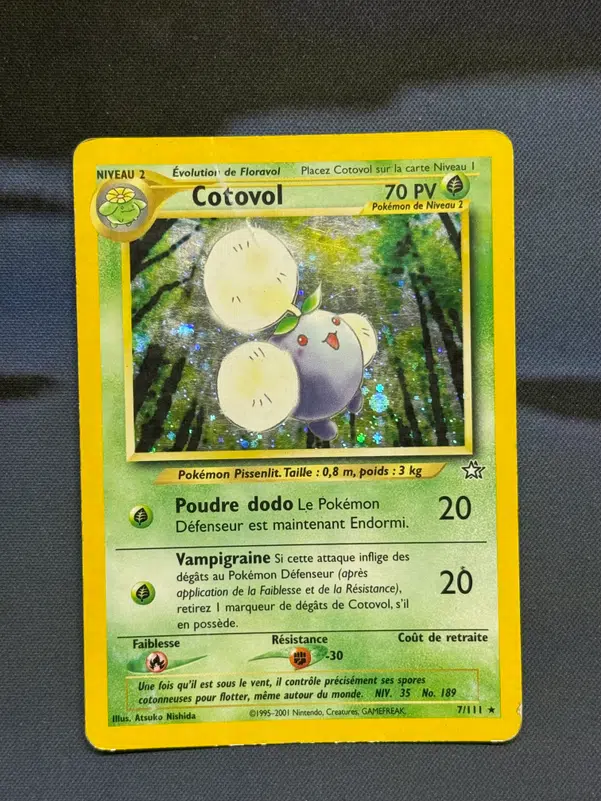 NIVEAU 2
Évolution de Floravol
Placez Cotovol sur la carte Niveau 1
Cotovol
70 PV
Pokémon de Niveau 2
Pokémon Pissenlit. Taille : 0,8 m, poids : 3 kg
Poudre dodo Le Pokémon
Défenseur est maintenant Endormi.
20
Vampigraine Si cette attaque inflige des
dégâts au Pokémon Défenseur (après
application de la Faiblesse et de la Résistance),
retirez 1 marqueur de dégâts de Cotovol, s'il
en possède.
20
Faiblesse
Résistance
Coût de retraite
-30
Une fois qu'il est sous le vent, il contrôle précisément ses spores
cotonneuses pour flotter, même autour du monde. NIV. 35 No. 189
Illus. Atsuko Nishida
©1995-2001 Nintendo, Creatures, GAMEFREAK.
7/111 ★